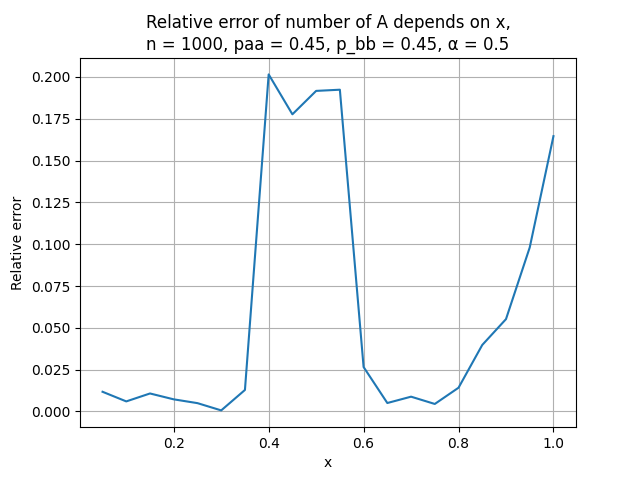 Relative error of number of A depends on x,
n = 1000, paa = 0.45, p_bb = 0.45, α = 0.5
0.200
0.175
0.150
0.125
0.100
0.075
0.050
0.025
0.000
Relative error
0.2 0.4 0.6 0.8 1.0
x